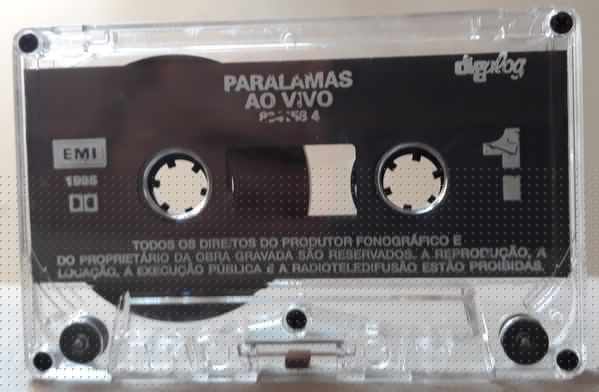 PARALAMAS
digalog
AO VIVO
EMI
1
TODOS OS DIREITOS DO PRODUTOR FONOGRÁFICO E
DO PROPRIETÁRIO DA OBRA GRAVADA SÃO RESERVADOS. A REPRODUÇÃO, A
LOCAÇÃO, A EXECUÇÃO PÚBLICA E A RADIOTELEDIFUSÃO ESTÃO PROIBIDAS.